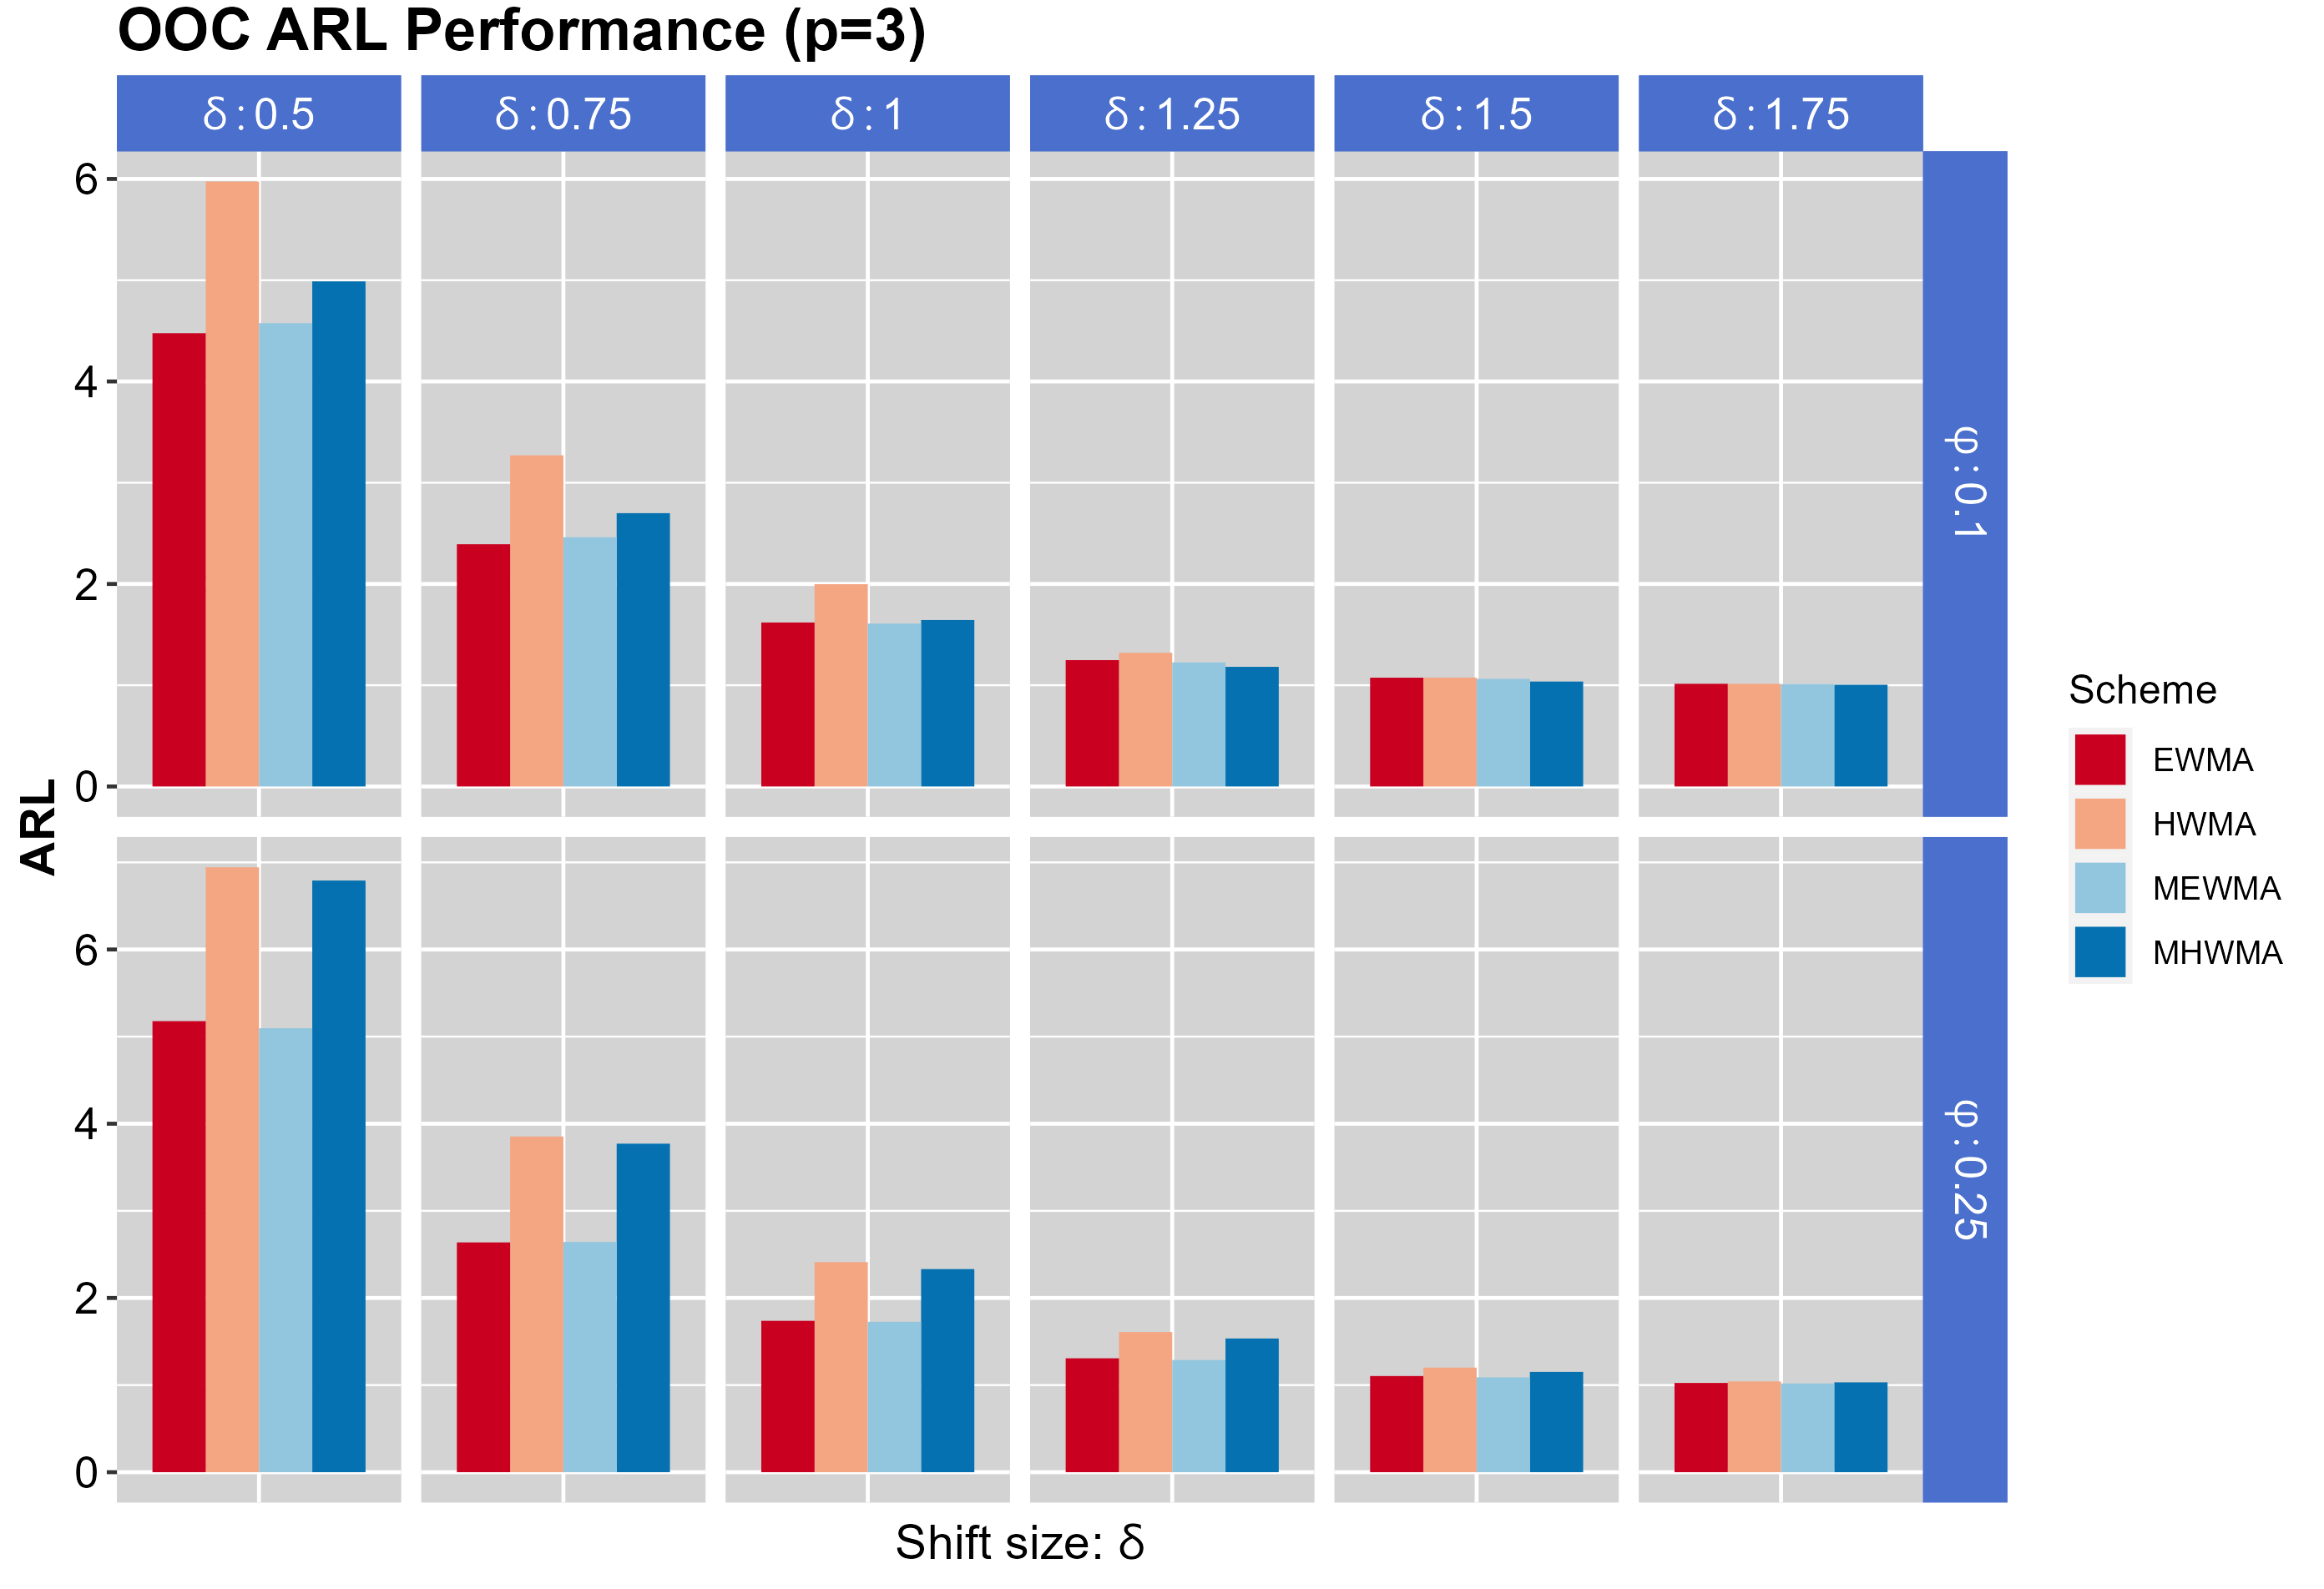 OOC ARL Performance (p=3)
δ : 0.5
δ : 0.75
δ : 1
δ : 1.25
δ : 1.5
δ : 1.75
6
4
2
0
φ : 0.1
ARL
6
4
2
0
φ : 0.25
Shift size: δ
Scheme
EWMA
HWMA
MEWMA
MHWMA